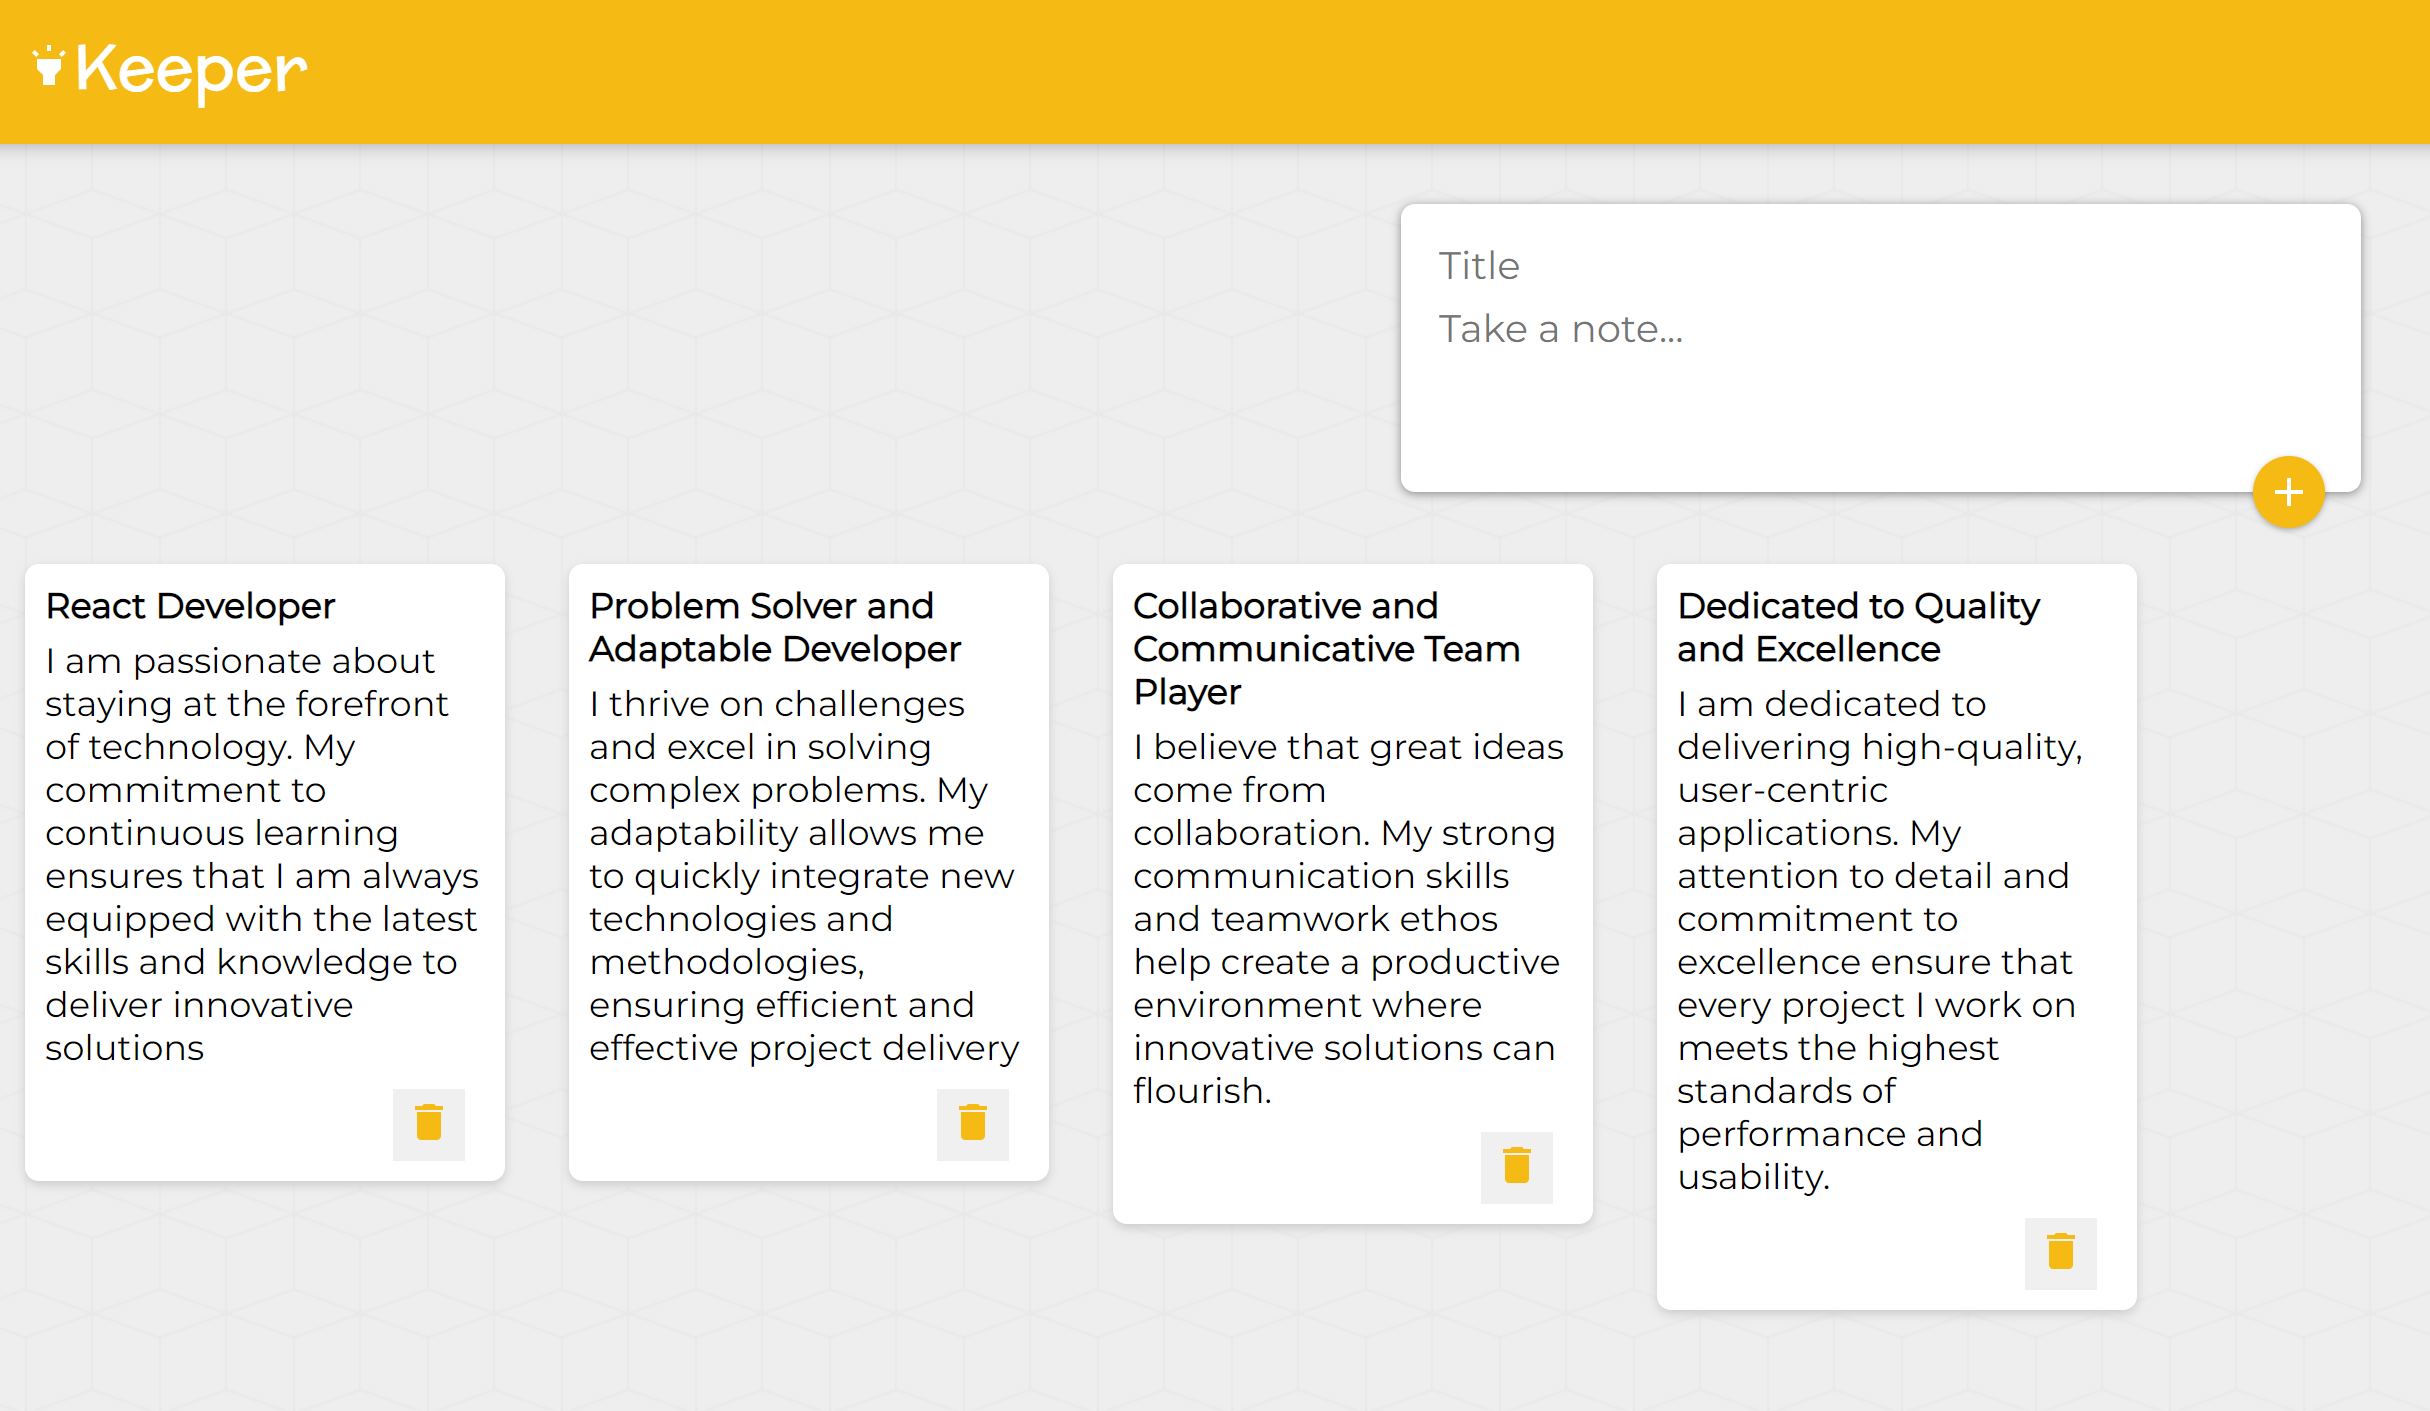 Keeper
Title
Take a note...
React Developer
I am passionate about
staying at the forefront
of technology. My
commitment to
continuous learning
ensures that I am always
equipped with the latest
skills and knowledge to
deliver innovative
solutions
Problem Solver and
Adaptable Developer
I thrive on challenges
and excel in solving
complex problems. My
adaptability allows me
to quickly integrate new
technologies and
methodologies,
ensuring efficient and
effective project delivery
Collaborative and
Communicative Team
Player
I believe that great ideas
come from
collaboration. My strong
communication skills
and teamwork ethos
help create a productive
environment where
innovative solutions can
flourish.
Dedicated to Quality
and Excellence
I am dedicated to
delivering high-quality,
user-centric
applications. My
attention to detail and
commitment to
excellence ensure that
every project I work on
meets the highest
standards of
performance and
usability.